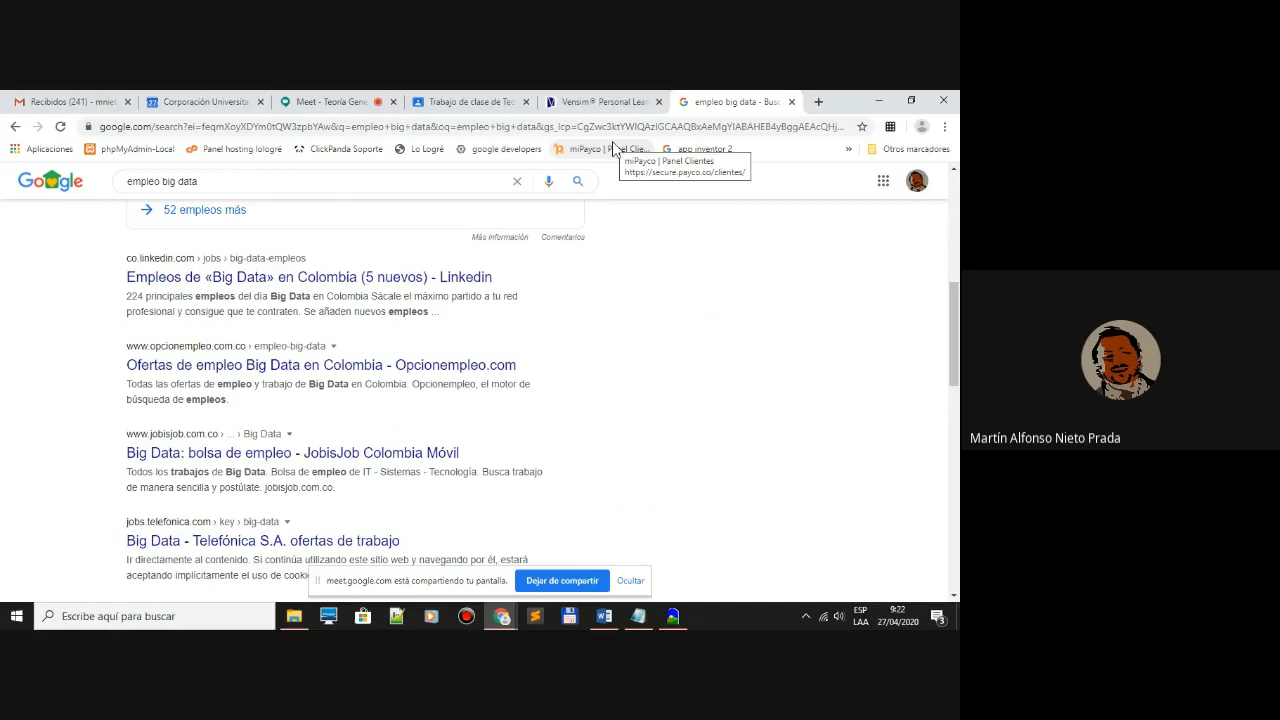 Recibidos (241) - mniet
Corporación Universita
Meet - Teoría Gene
Trabajo de clase de Teo
Vensim® Personal Lear
empleo big data - Busc
google.com/search?ei=feqmXoyXDYm0tQW3zpbYAw&q=empleo+big+data&oq=empleo+big+data&gs_lcp=CgZwc3ktYWIQAzIGCAAQBxAeMgYIABAHEB4yBggAEAcQHj...
Aplicaciones
phpMyAdmin-Local
Panel hosting lologré
ClickPanda Soporte
Lo Logré
google developers
miPayco | Panel Clie...
app inventor 2
»
Otros marcadores
miPayco | Panel Clientes
https://secure.payco.co/clientes/
Google
empleo big data
52 empleos más
Más información
Comentarios
co.linkedin.com › jobs › big-data-empleos
Empleos de «Big Data» en Colombia (5 nuevos) - Linkedin
224 principales empleos del día Big Data en Colombia Sácale el máximo partido a tu red
profesional y consigue que te contraten. Se añaden nuevos empleos ...
www.opcionempleo.com.co › empleo-big-data
Ofertas de empleo Big Data en Colombia - Opcionempleo.com
Todas las ofertas de empleo y trabajo de Big Data en Colombia. Opcionempleo, el motor de
búsqueda de empleos.
www.jobisjob.com.co › ... › Big Data
Big Data: bolsa de empleo - JobisJob Colombia Móvil
Todos los trabajos de Big Data. Bolsa de empleo de IT - Sistemas - Tecnología. Busca trabajo
de manera sencilla y postúlate. jobisjob.com.co.
jobs.telefonica.com › key › big-data
Big Data - Telefónica S.A. ofertas de trabajo
Ir directamente al contenido. Si continúa utilizando este sitio web y navegando por él, estará
aceptando implícitamente el uso de cooki
meet.google.com está compartiendo tu pantalla.
Dejar de compartir
Ocultar
Martín Alfonso Nieto Prada
Escribe aquí para buscar
ESP
LAA
9:22
27/04/2020
3